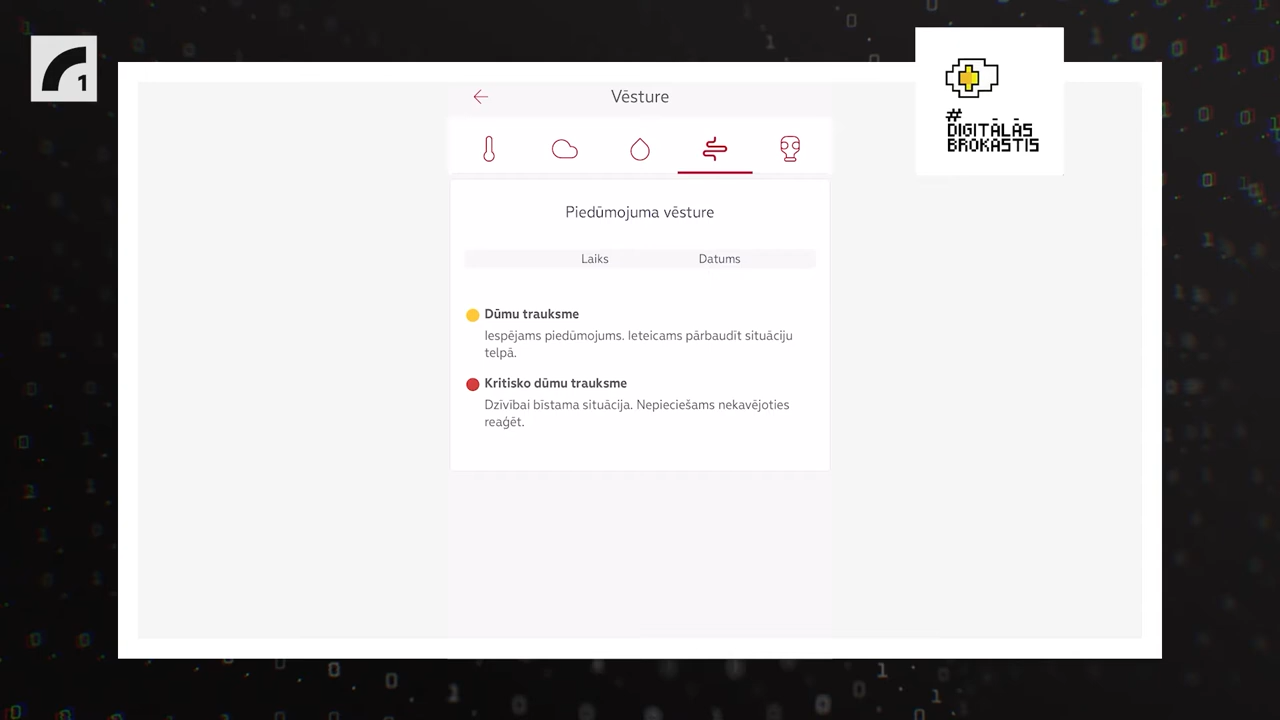 1
#
DIGITĀLĀS
BROKASTIS
Vēsture
Piedūmojuma vēsture
Laiks Datums
Dūmu trauksme
Iespējams piedūmojums. Ieteicams pārbaudīt situāciju
telpā.
Kritisko dūmu trauksme
Dzīvībai bīstama situācija. Nepieciešams nekavējoties
reaģēt.